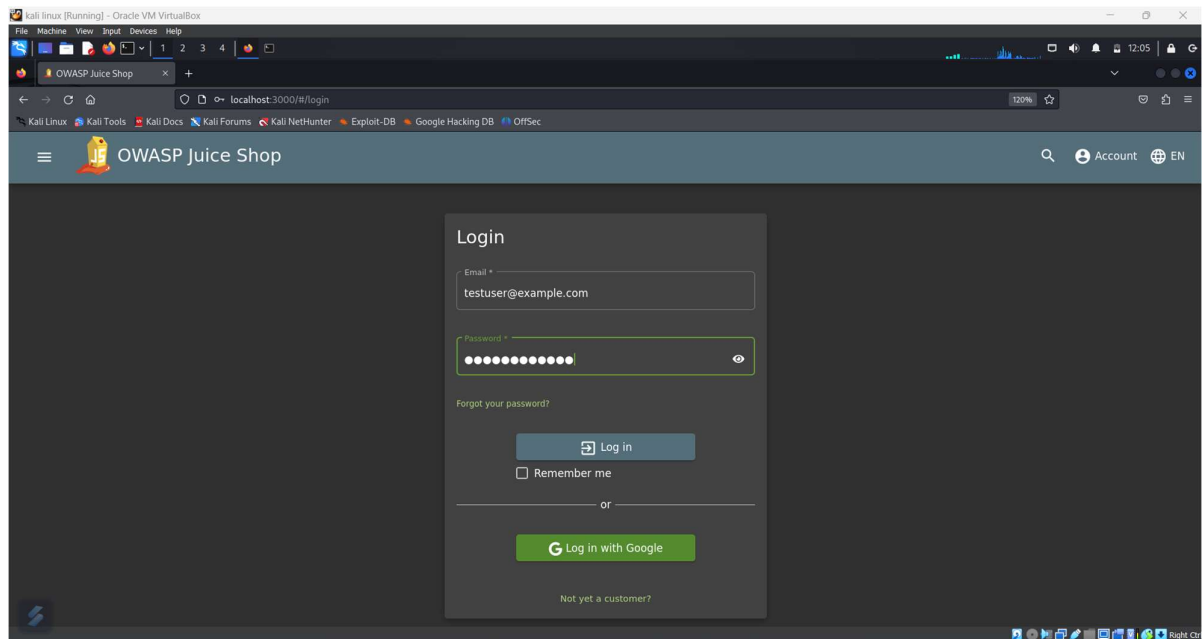 kali linux [Running] - Oracle VM VirtualBox
File Machine View Input Devices Help
1 2 3 4 12:05
OWASP Juice Shop
localhost:3000/#/login 120%
Kali Linux Kali Tools Kali Docs Kali Forums Kali NetHunter Exploit-DB Google Hacking DB OffSec
JS OWASP Juice Shop Account EN
Login
Email *
testuser@example.com
Password *
Forgot your password?
Log in
Remember me
or
G Log in with Google
Not yet a customer?
Right Ctrl